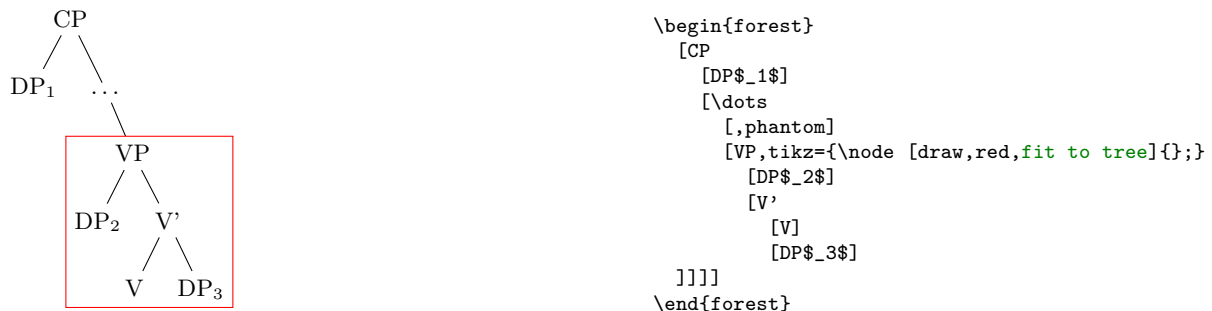 CP
DP₁ ...
VP
DP₂ V'
V DP₃
\begin{forest}
[CP
[DP$_1$]
[\dots
[,phantom]
[VP,tikz={\node [draw,red,fit to tree]{};}
[DP$_2$]
[V'
[V]
[DP$_3$]
]]]]
\end{forest}